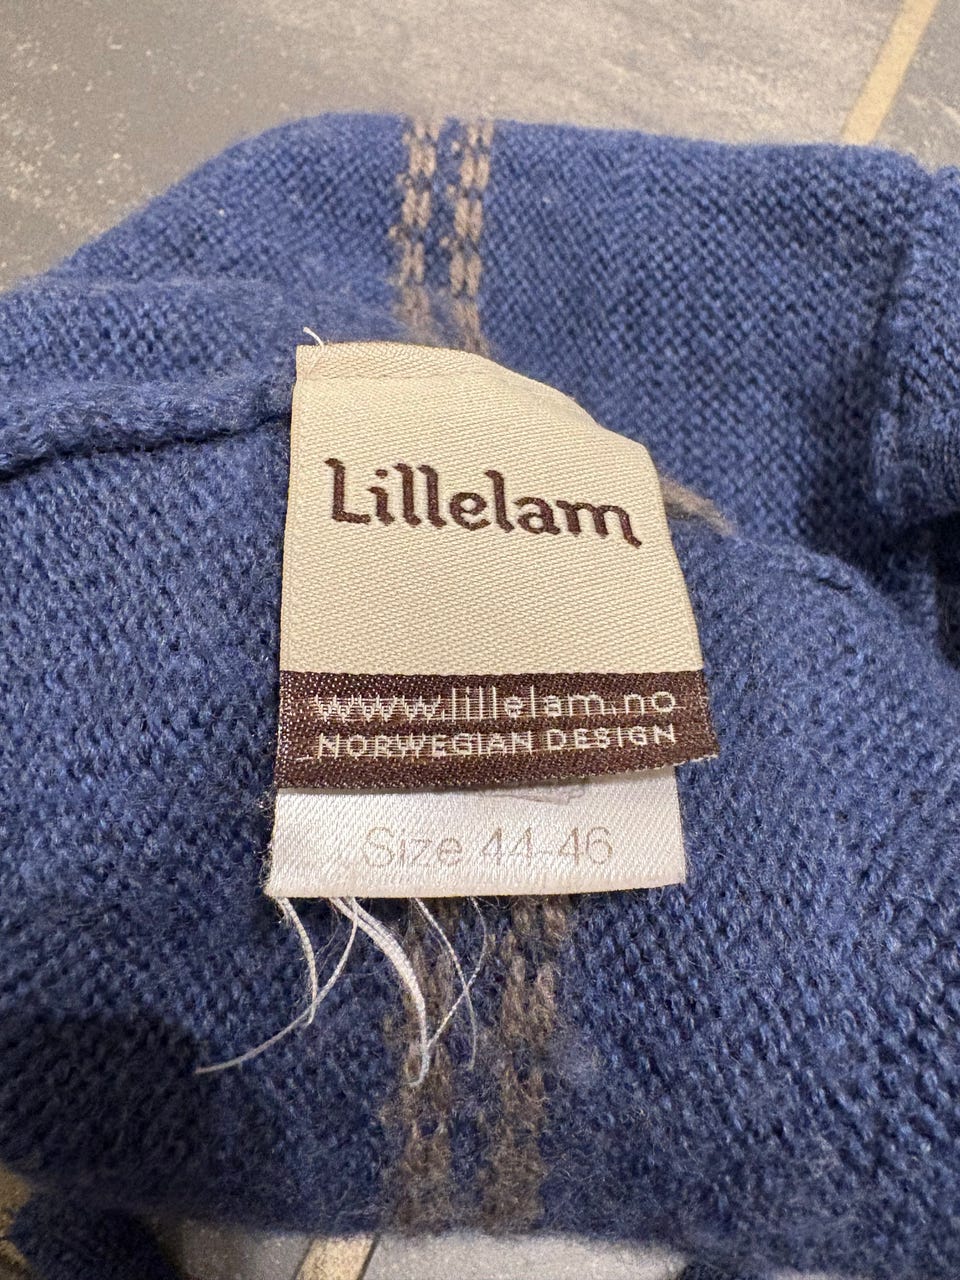 Lillelam
www.lillelam.no
NORWEGIAN DESIGN
Size 44-46